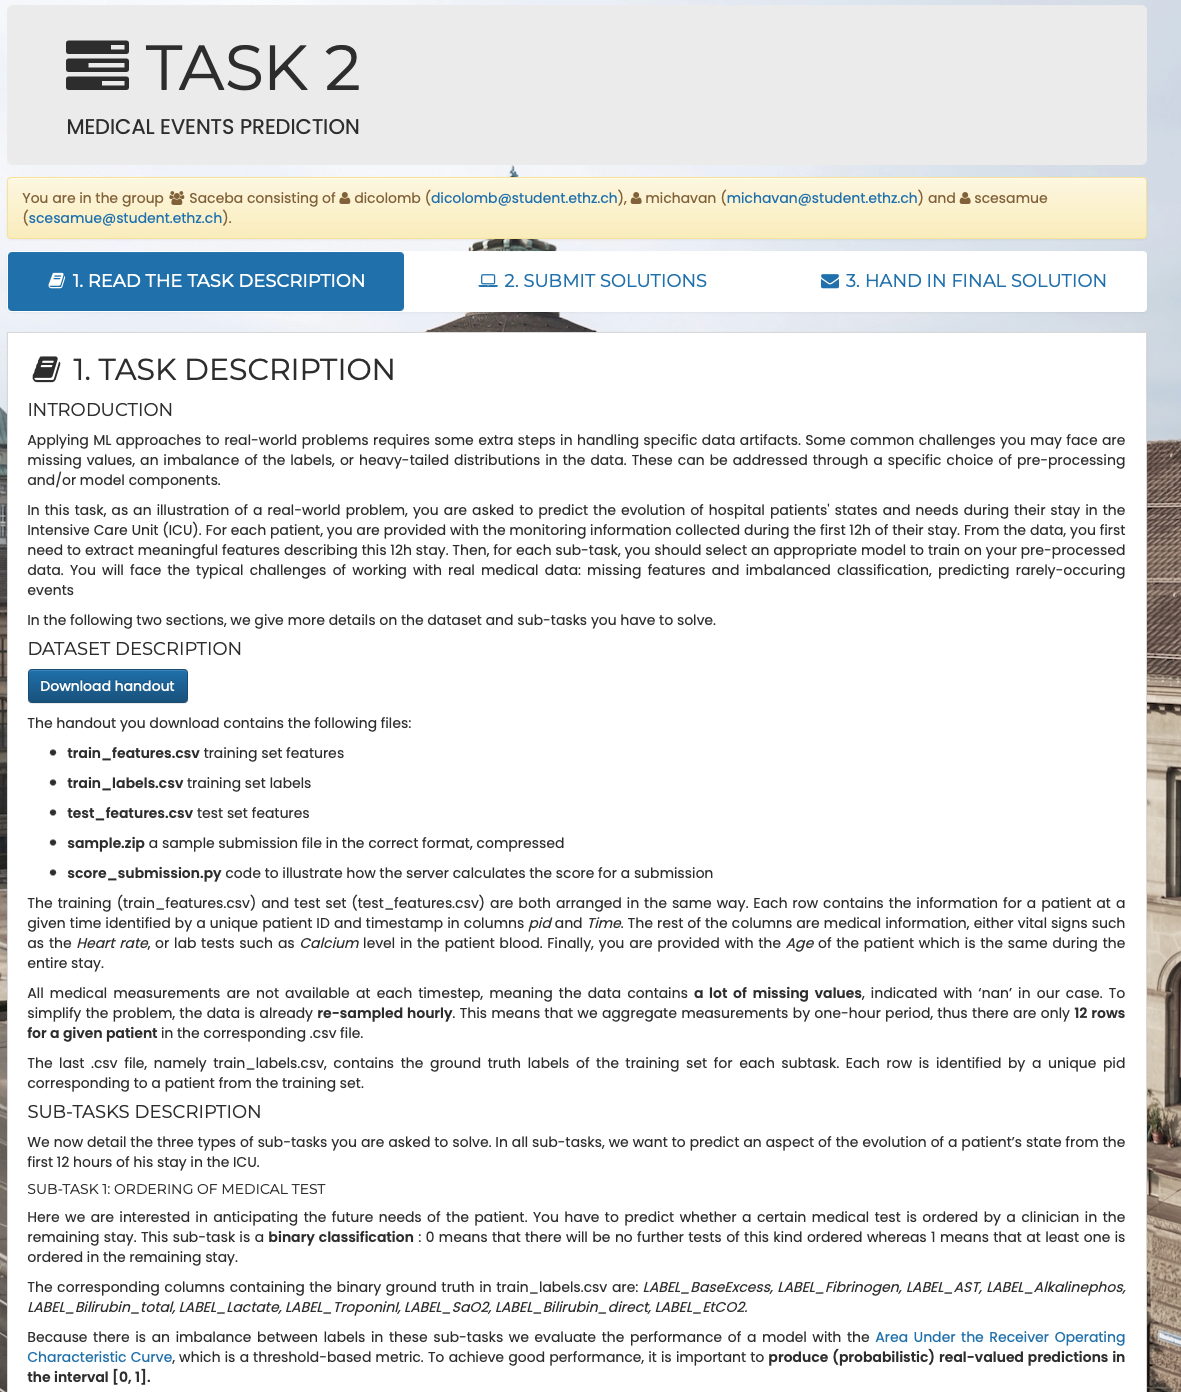 TASK 2
MEDICAL EVENTS PREDICTION
You are in the group Saceba consisting of dicolomb (dicolomb@student.ethz.ch), michavan (michavan@student.ethz.ch) and scesamue
(scesamue@student.ethz.ch).
1. READ THE TASK DESCRIPTION
2. SUBMIT SOLUTIONS
3. HAND IN FINAL SOLUTION
1. TASK DESCRIPTION
INTRODUCTION
Applying ML approaches to real-world problems requires some extra steps in handling specific data artifacts. Some common challenges you may face are
missing values, an imbalance of the labels, or heavy-tailed distributions in the data. These can be addressed through a specific choice of pre-processing
and/or model components.
In this task, as an illustration of a real-world problem, you are asked to predict the evolution of hospital patients' states and needs during their stay in the
Intensive Care Unit (ICU). For each patient, you are provided with the monitoring information collected during the first 12h of their stay. From the data, you first
need to extract meaningful features describing this 12h stay. Then, for each sub-task, you should select an appropriate model to train on your pre-processed
data. You will face the typical challenges of working with real medical data: missing features and imbalanced classification, predicting rarely-occuring
events
In the following two sections, we give more details on the dataset and sub-tasks you have to solve.
DATASET DESCRIPTION
Download handout
The handout you download contains the following files:
• train_features.csv training set features
• train_labels.csv training set labels
• test_features.csv test set features
• sample.zip a sample submission file in the correct format, compressed
• score_submission.py code to illustrate how the server calculates the score for a submission
The training (train_features.csv) and test set (test_features.csv) are both arranged in the same way. Each row contains the information for a patient at a
given time identified by a unique patient ID and timestamp in columns pid and Time. The rest of the columns are medical information, either vital signs such
as the Heart rate, or lab tests such as Calcium level in the patient blood. Finally, you are provided with the Age of the patient which is the same during the
entire stay.
All medical measurements are not available at each timestep, meaning the data contains a lot of missing values, indicated with ‘nan’ in our case. To
simplify the problem, the data is already re-sampled hourly. This means that we aggregate measurements by one-hour period, thus there are only 12 rows
for a given patient in the corresponding .csv file.
The last .csv file, namely train_labels.csv, contains the ground truth labels of the training set for each subtask. Each row is identified by a unique pid
corresponding to a patient from the training set.
SUB-TASKS DESCRIPTION
We now detail the three types of sub-tasks you are asked to solve. In all sub-tasks, we want to predict an aspect of the evolution of a patient’s state from the
first 12 hours of his stay in the ICU.
SUB-TASK 1: ORDERING OF MEDICAL TEST
Here we are interested in anticipating the future needs of the patient. You have to predict whether a certain medical test is ordered by a clinician in the
remaining stay. This sub-task is a binary classification : 0 means that there will be no further tests of this kind ordered whereas 1 means that at least one is
ordered in the remaining stay.
The corresponding columns containing the binary ground truth in train_labels.csv are: LABEL_BaseExcess, LABEL_Fibrinogen, LABEL_AST, LABEL_Alkalinephos,
LABEL_Bilirubin_total, LABEL_Lactate, LABEL_TroponinI, LABEL_SaO2, LABEL_Bilirubin_direct, LABEL_EtCO2.
Because there is an imbalance between labels in these sub-tasks we evaluate the performance of a model with the Area Under the Receiver Operating
Characteristic Curve, which is a threshold-based metric. To achieve good performance, it is important to produce (probabilistic) real-valued predictions in
the interval [0, 1].